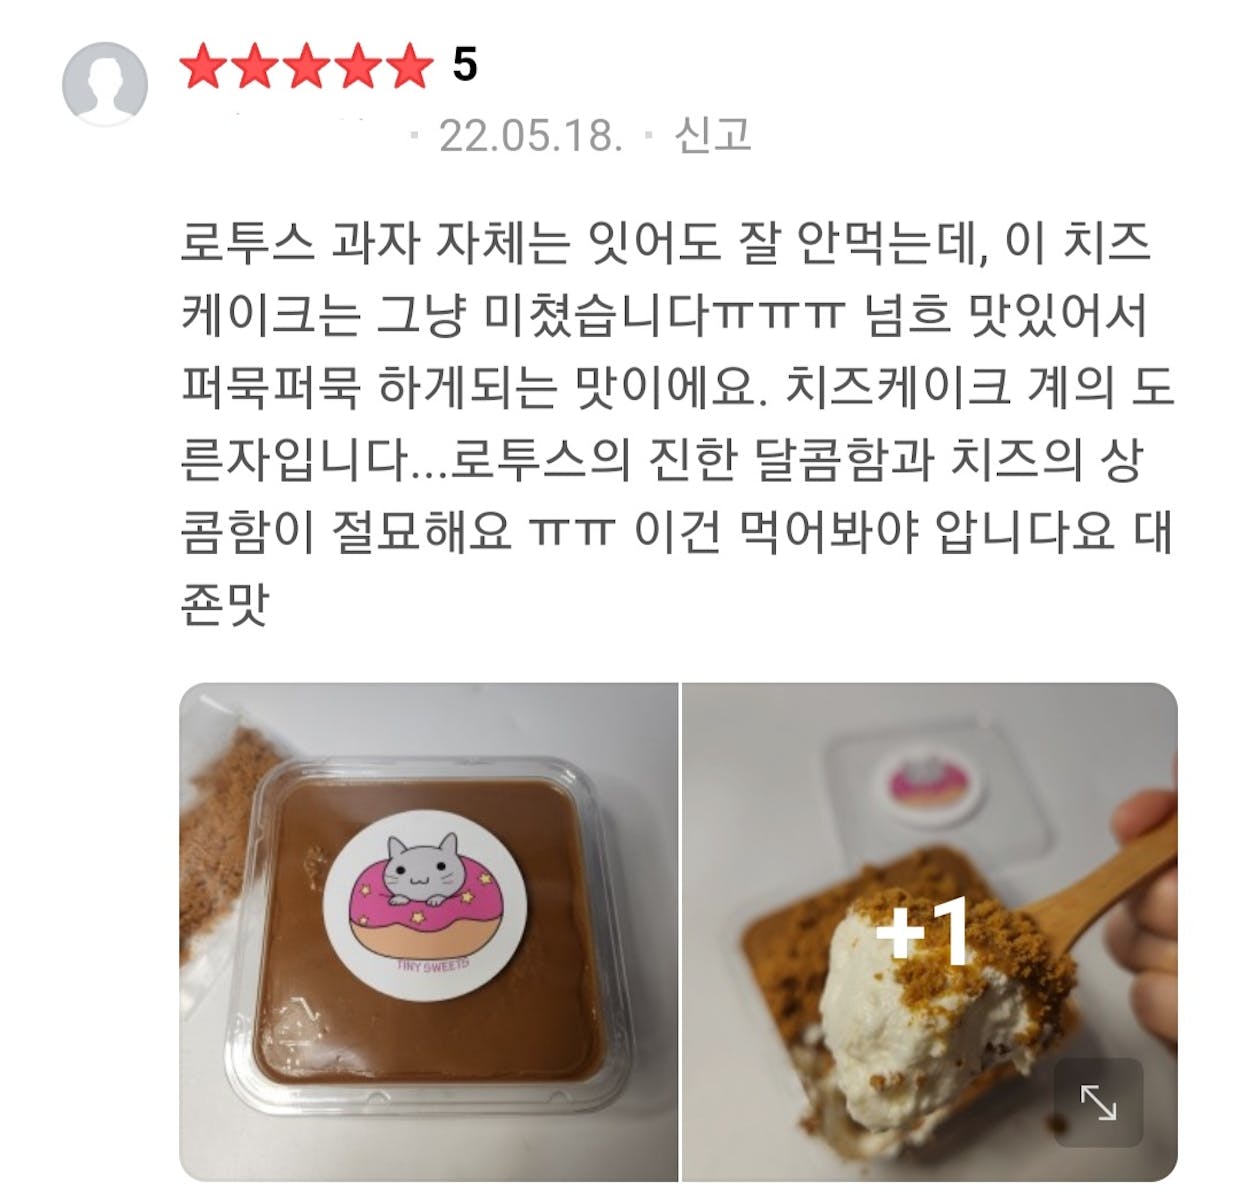 5
· 22.05.18. · 신고
로투스 과자 자체는 잇어도 잘 안먹는데, 이 치즈
케이크는 그냥 미쳤습니다ㅠㅠㅠ 넘흐 맛있어서
퍼묵퍼묵 하게되는 맛이에요. 치즈케이크 계의 도
른자입니다...로투스의 진한 달콤함과 치즈의 상
콤함이 절묘해요 ㅠㅠ 이건 먹어봐야 압니다요 대
죤맛
TINY SWEETS
+1